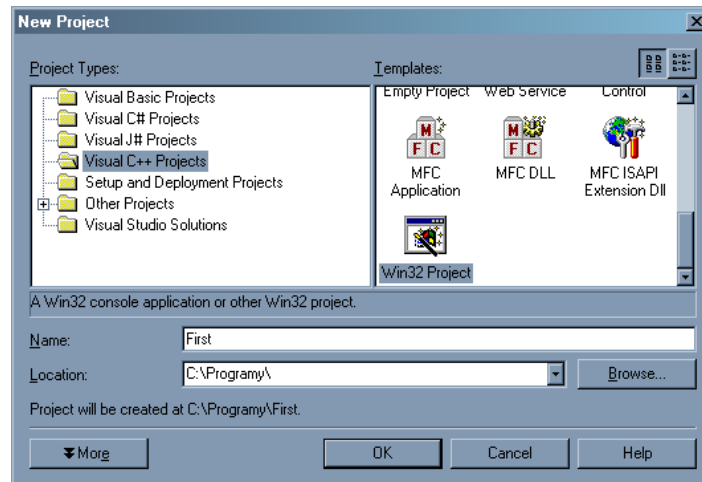 New Project
Project Types:
Templates:
Visual Basic Projects
Visual C# Projects
Visual J# Projects
Visual C++ Projects
Setup and Deployment Projects
Other Projects
Visual Studio Solutions
Empty Project Web Service Control
MFC Application
MFC DLL
MFC ISAPI Extension Dll
Win32 Project
A Win32 console application or other Win32 project.
Name: First
Location: C:\Programy\ Browse...
Project will be created at C:\Programy\First.
More OK Cancel Help